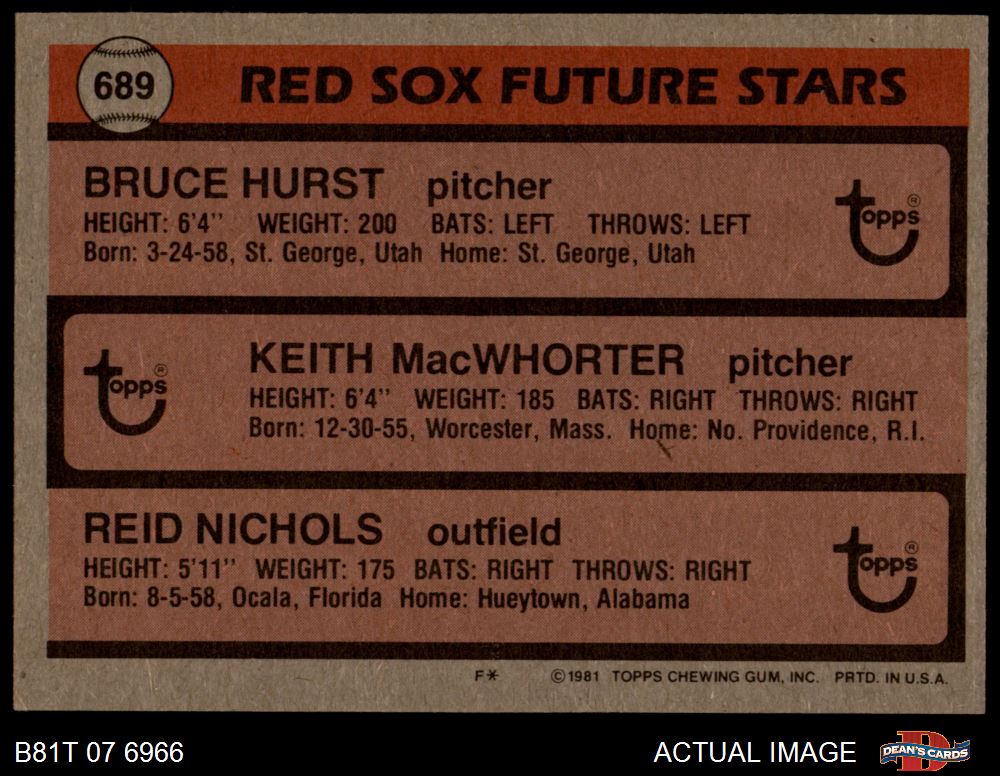 689
RED SOX FUTURE STARS
BRUCE HURST pitcher
HEIGHT: 6'4'' WEIGHT: 200 BATS: LEFT THROWS: LEFT
Born: 3-24-58, St. George, Utah Home: St. George, Utah
topps ®
KEITH MacWHORTER pitcher
HEIGHT: 6'4'' WEIGHT: 185 BATS: RIGHT THROWS: RIGHT
Born: 12-30-55, Worcester, Mass. Home: No. Providence, R.I.
topps ®
REID NICHOLS outfield
HEIGHT: 5'11'' WEIGHT: 175 BATS: RIGHT THROWS: RIGHT
Born: 8-5-58, Ocala, Florida Home: Hueytown, Alabama
topps ®
F* ©1981 TOPPS CHEWING GUM, INC. PRTD. IN U.S.A.
B81T 07 6966 ACTUAL IMAGE D DEAN'S CARDS